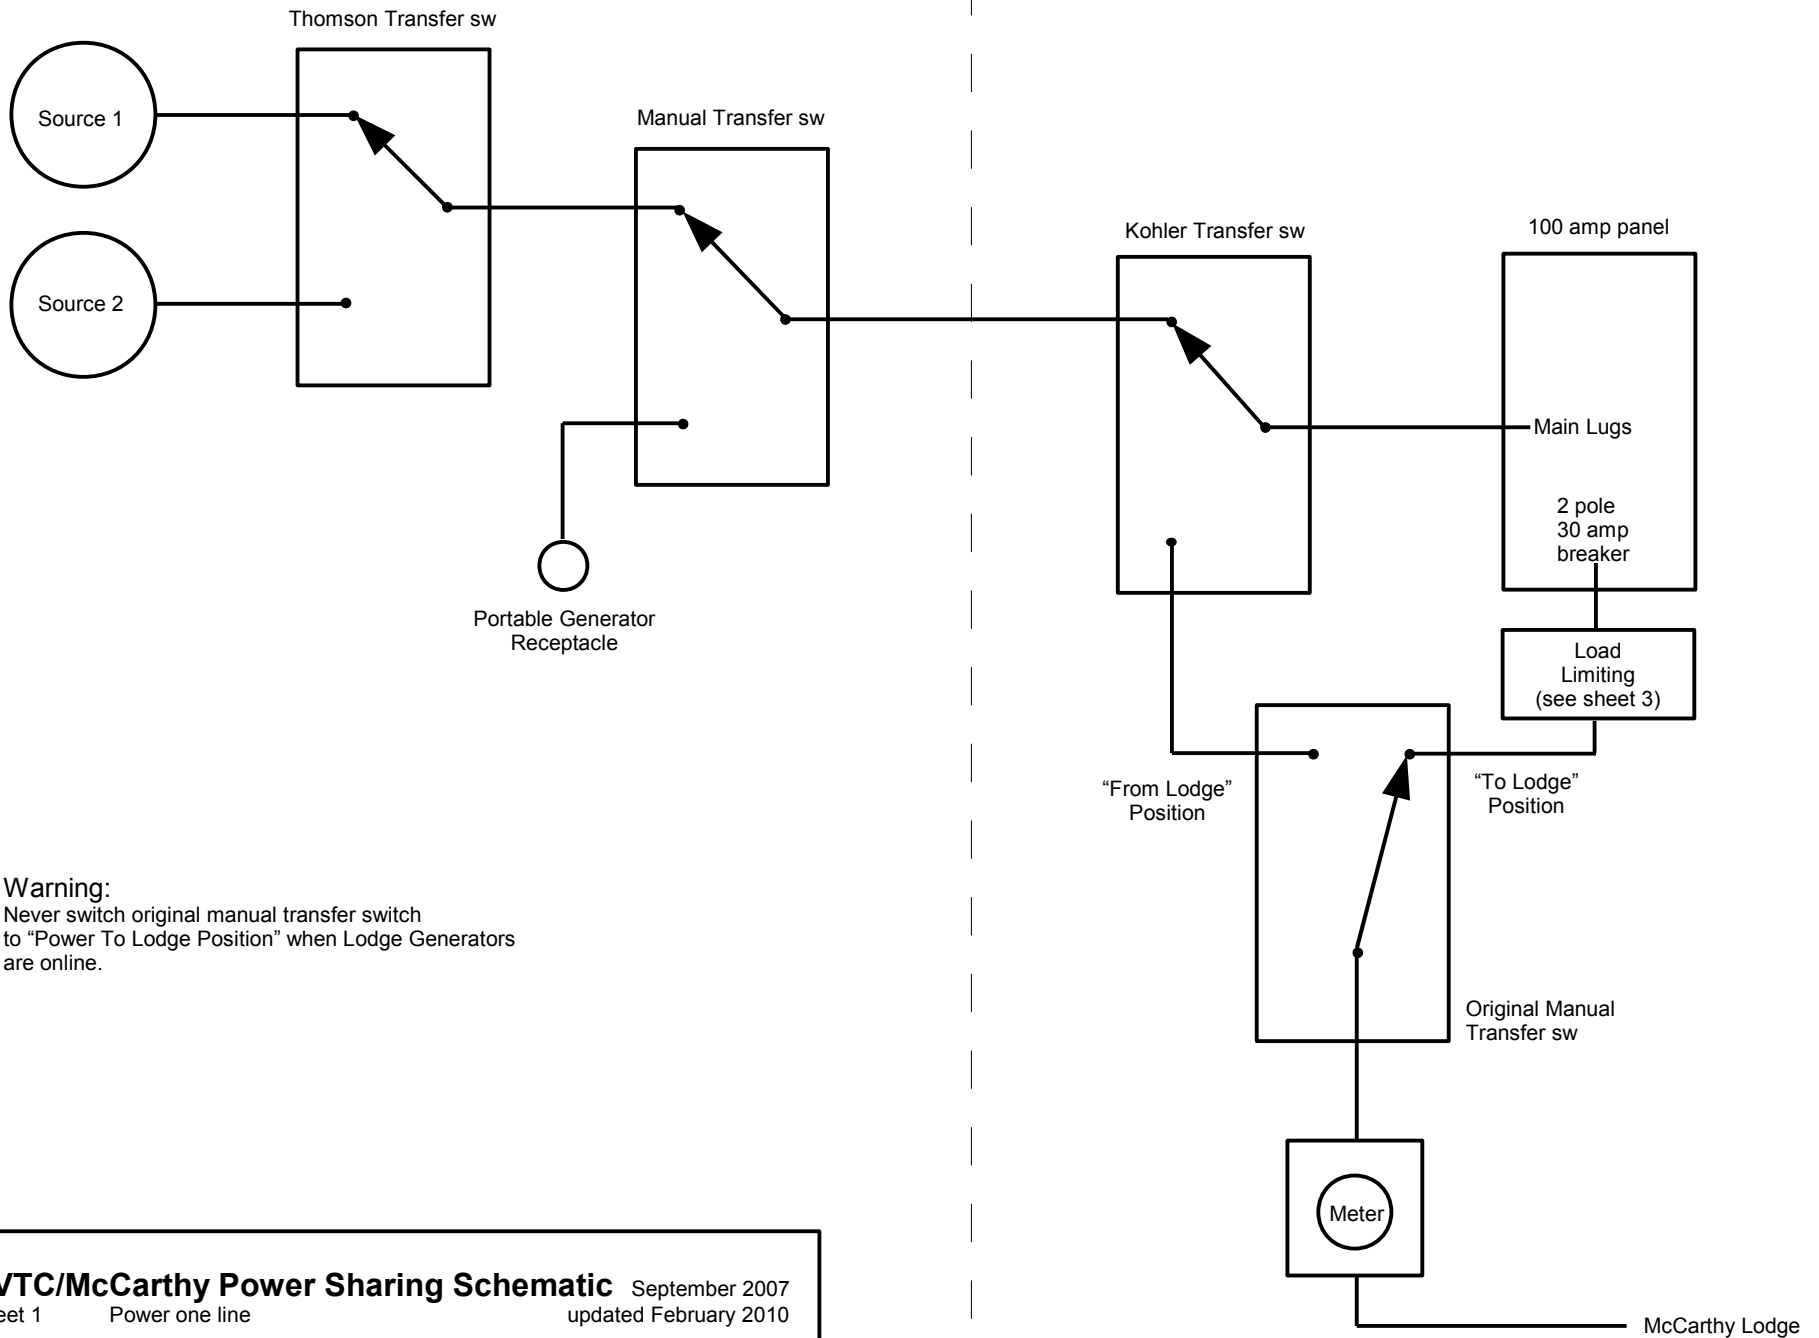 Thomson Transfer sw
Source 1
Manual Transfer sw
Source 2
Kohler Transfer sw
100 amp panel
Main Lugs
2 pole
30 amp
breaker
Portable Generator
Receptacle
Load
Limiting
(see sheet 3)
“From Lodge”
Position
“To Lodge”
Position
Warning:
Never switch original manual transfer switch
to “Power To Lodge Position” when Lodge Generators
are online.
Original Manual
Transfer sw
Meter
VTC/McCarthy Power Sharing Schematic September 2007
eet 1 Power one line updated February 2010
McCarthy Lodge